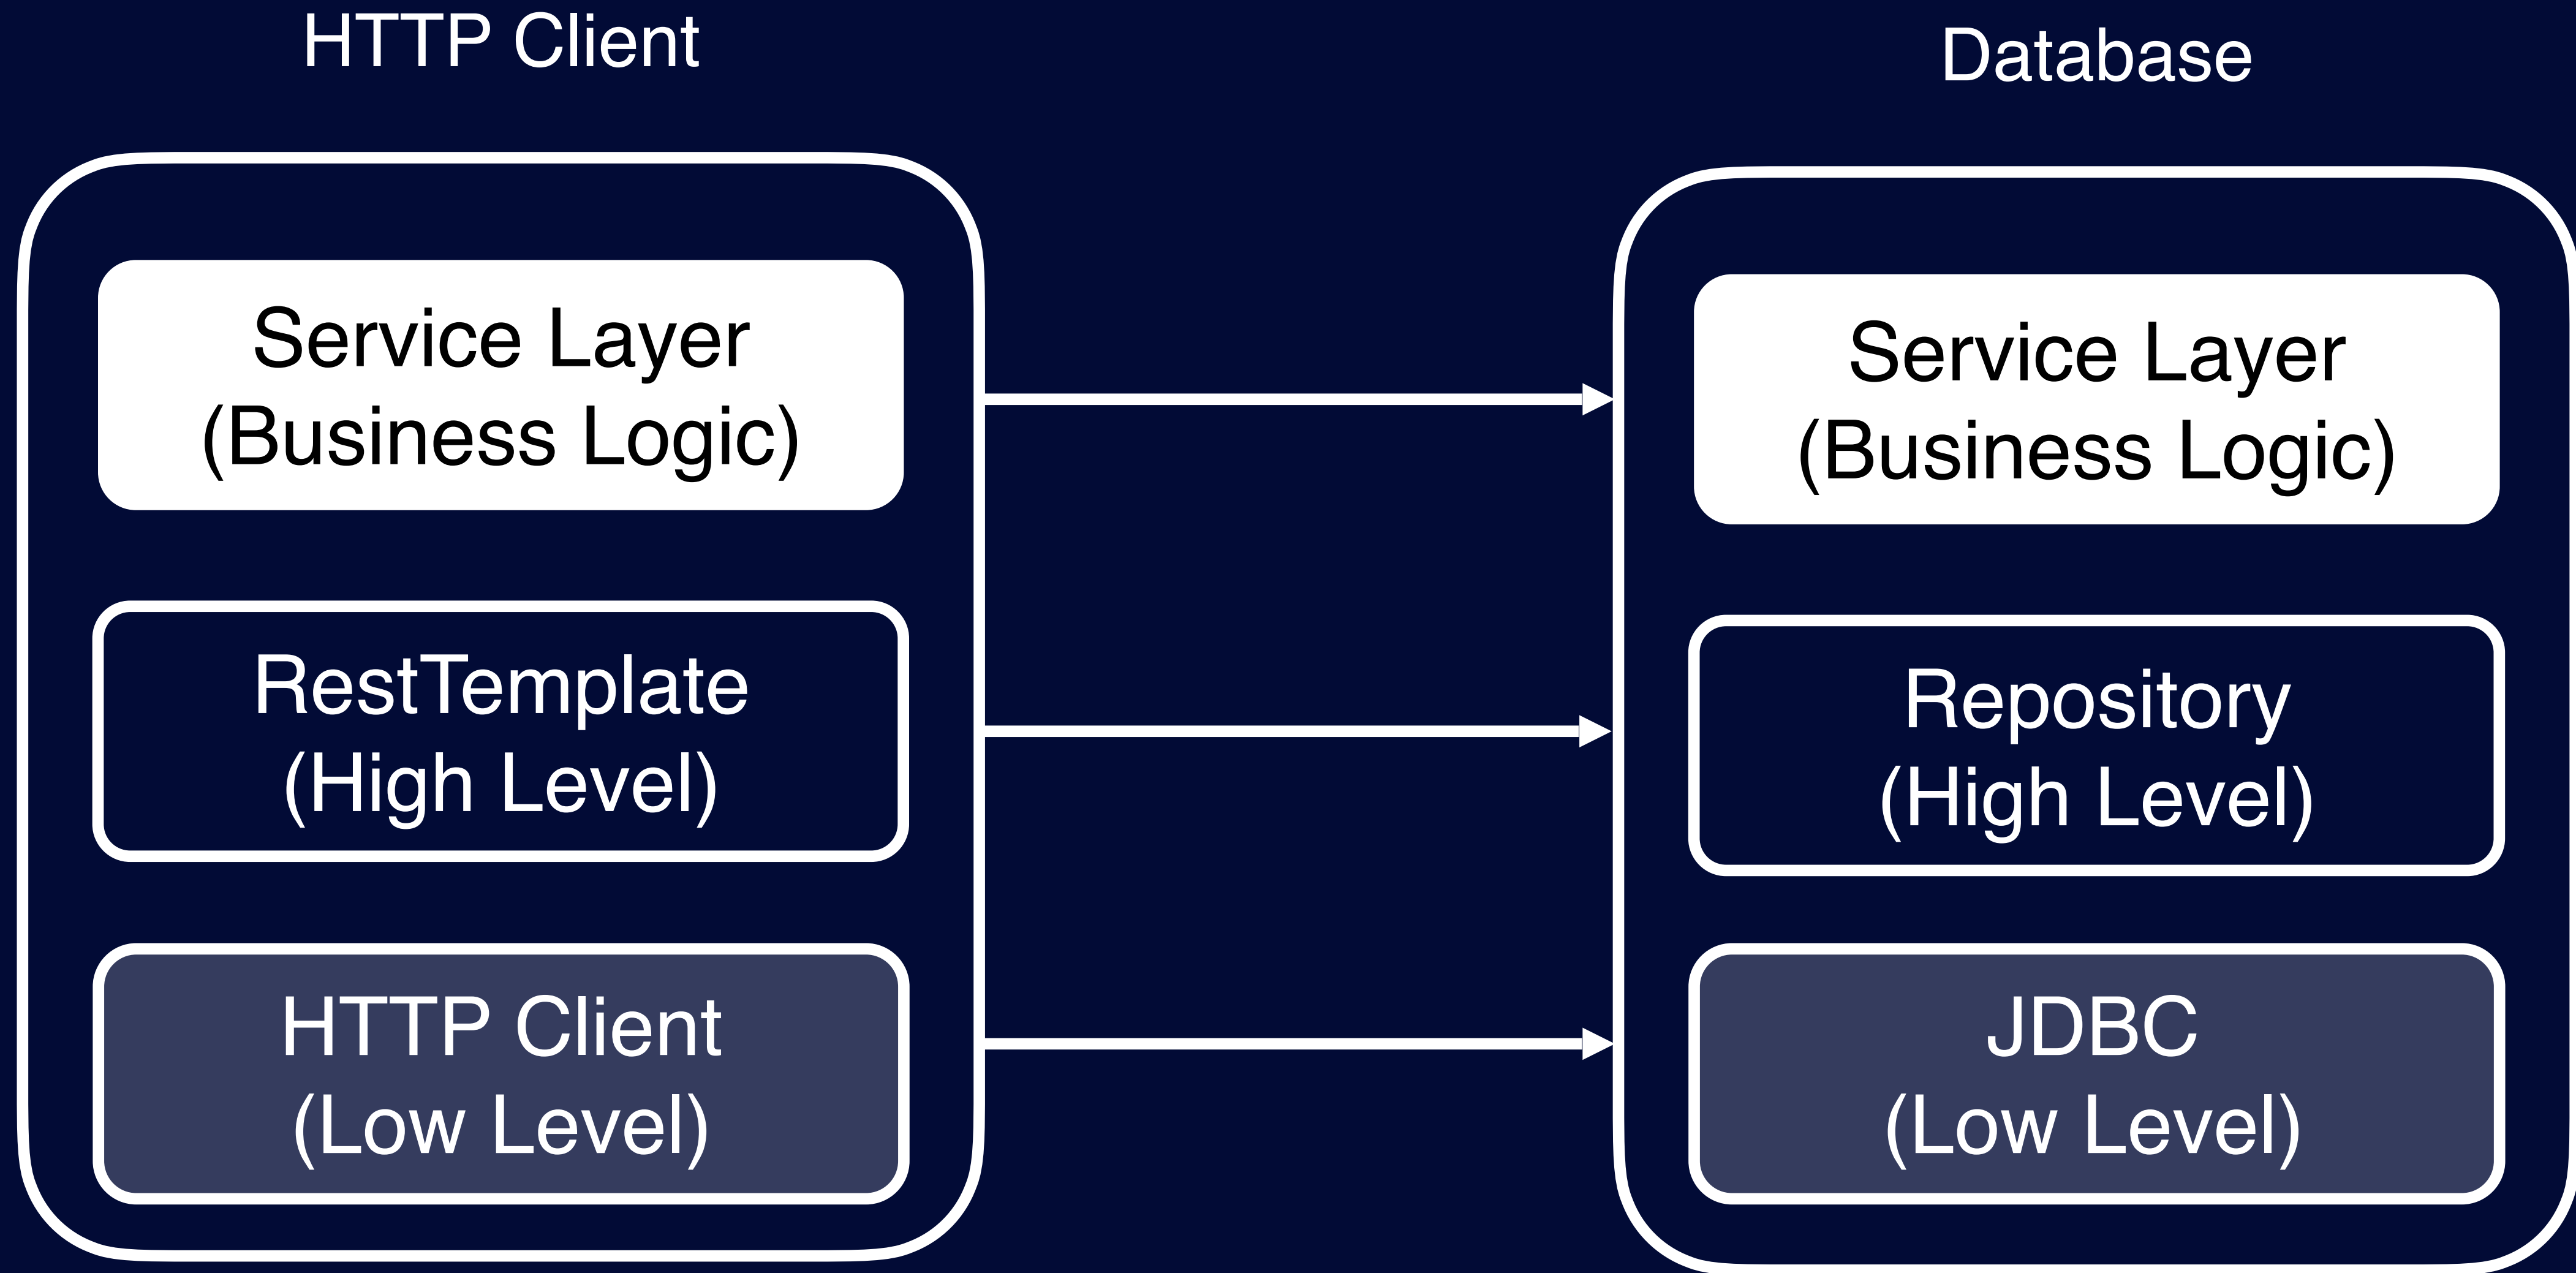 HTTP Client
Database
Service Layer
(Business Logic)
RestTemplate
(High Level)
HTTP Client
(Low Level)
Service Layer
(Business Logic)
Repository
(High Level)
JDBC
(Low Level)